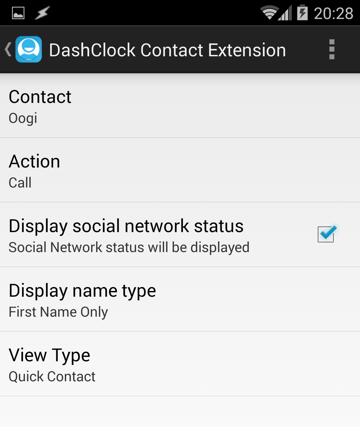 20:28
DashClock Contact Extension
Contact
Oogi
Action
Call
Display social network status
Social Network status will be displayed
Display name type
First Name Only
View Type
Quick Contact